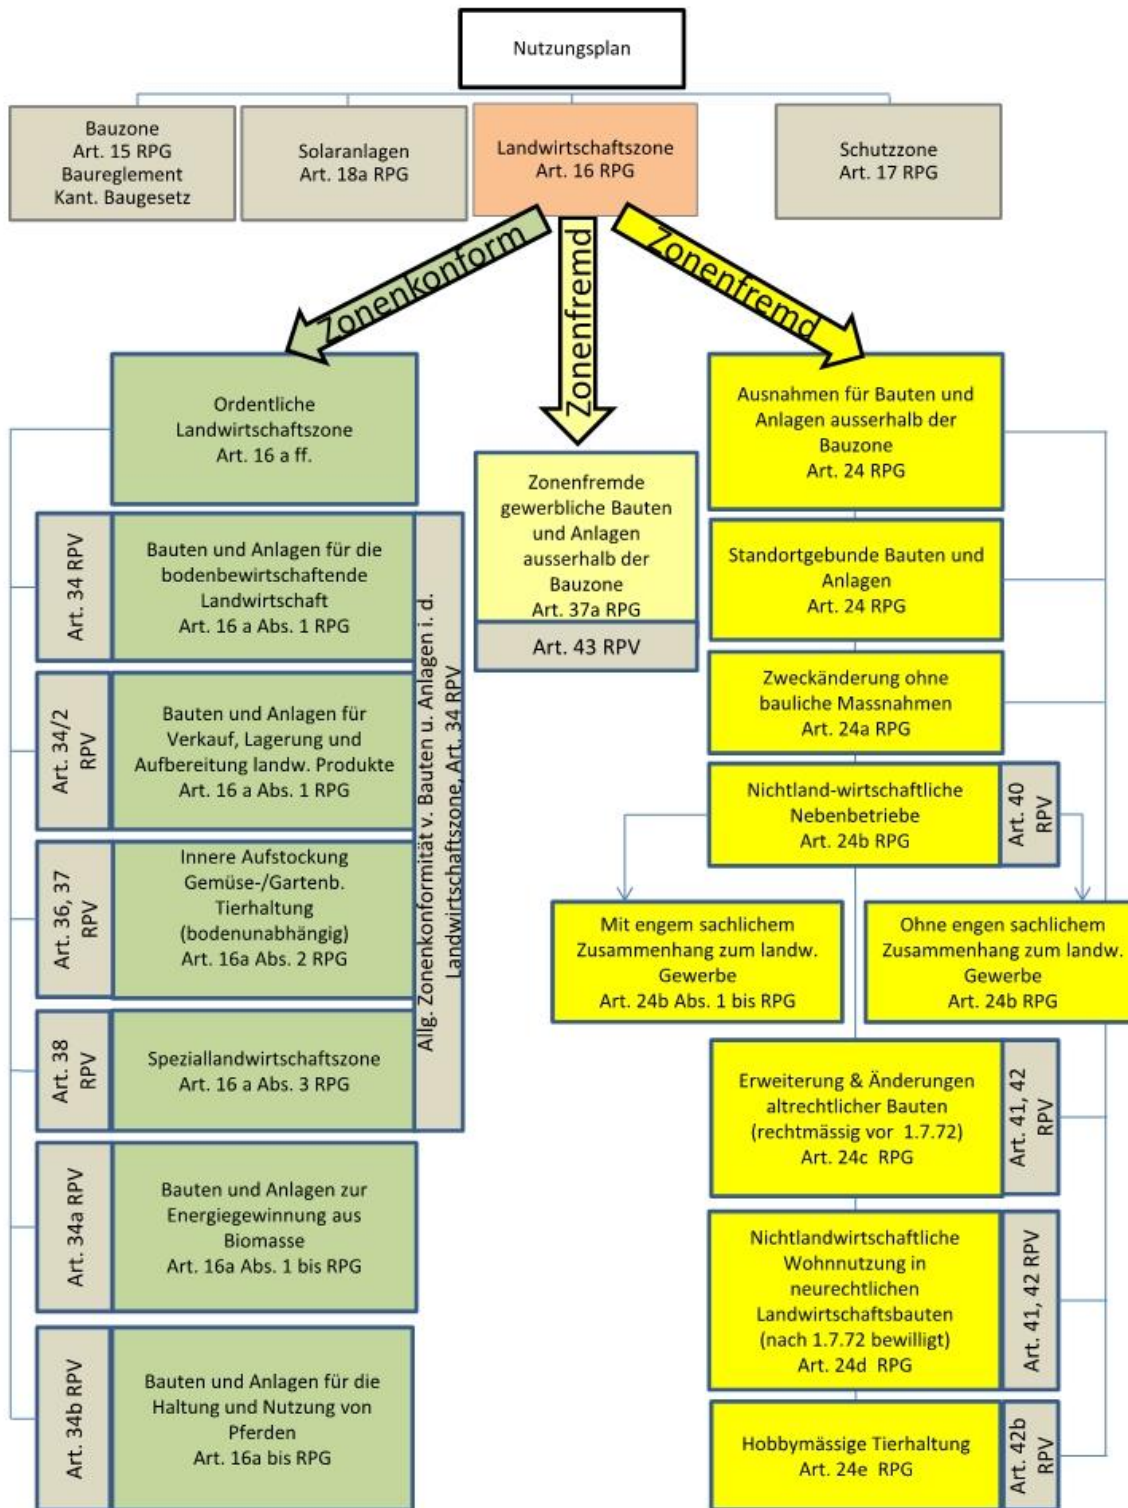 Nutzungsplan
Bauzone
Art. 15 RPG
Baureglement
Kant. Baugesetz
Solaranlagen
Art. 18a RPG
Landwirtschaftszone
Art. 16 RPG
Schutzzone
Art. 17 RPG
Zonenkonform
Zonenfremd
Zonenfremd
Ordentliche
Landwirtschaftszone
Art. 16 a ff.
Art. 34 RPV
Bauten und Anlagen für die
bodenbewirtschaftende
Landwirtschaft
Art. 16 a Abs. 1 RPG
Art. 34/2
RPV
Bauten und Anlagen für
Verkauf, Lagerung und
Aufbereitung landw. Produkte
Art. 16 a Abs. 1 RPG
Art. 36, 37
RPV
Innere Aufstockung
Gemüse-/Gartenb.
Tierhaltung
(bodenunabhängig)
Art. 16a Abs. 2 RPG
Art. 38
RPV
Speziallandwirtschaftszone
Art. 16 a Abs. 3 RPG
Allg. Zonenkonformität v. Bauten u. Anlagen i. d.
Landwirtschaftszone, Art. 34 RPV
Art. 34a RPV
Bauten und Anlagen zur
Energiegewinnung aus
Biomasse
Art. 16a Abs. 1 bis RPG
Art. 34b RPV
Bauten und Anlagen für die
Haltung und Nutzung von
Pferden
Art. 16a bis RPG
Zonenfremde
gewerbliche Bauten
und Anlagen
ausserhalb der
Bauzone
Art. 37a RPG
Art. 43 RPV
Ausnahmen für Bauten und
Anlagen ausserhalb der
Bauzone
Art. 24 RPG
Standortgebunde Bauten und
Anlagen
Art. 24 RPG
Zweckänderung ohne
bauliche Massnahmen
Art. 24a RPG
Nichtland-wirtschaftliche
Nebenbetriebe
Art. 24b RPG
Art. 40
RPV
Mit engem sachlichem
Zusammenhang zum landw.
Gewerbe
Art. 24b Abs. 1 bis RPG
Ohne engen sachlichem
Zusammenhang zum landw.
Gewerbe
Art. 24b RPG
Erweiterung & Änderungen
altrechtlicher Bauten
(rechtmässig vor 1.7.72)
Art. 24c RPG
Art. 41, 42
RPV
Nichtlandwirtschaftliche
Wohnnutzung in
neurechtlichen
Landwirtschaftsbauten
(nach 1.7.72 bewilligt)
Art. 24d RPG
Art. 41, 42 RPV
Hobbymässige Tierhaltung
Art. 24e RPG
Art. 42b
RPV